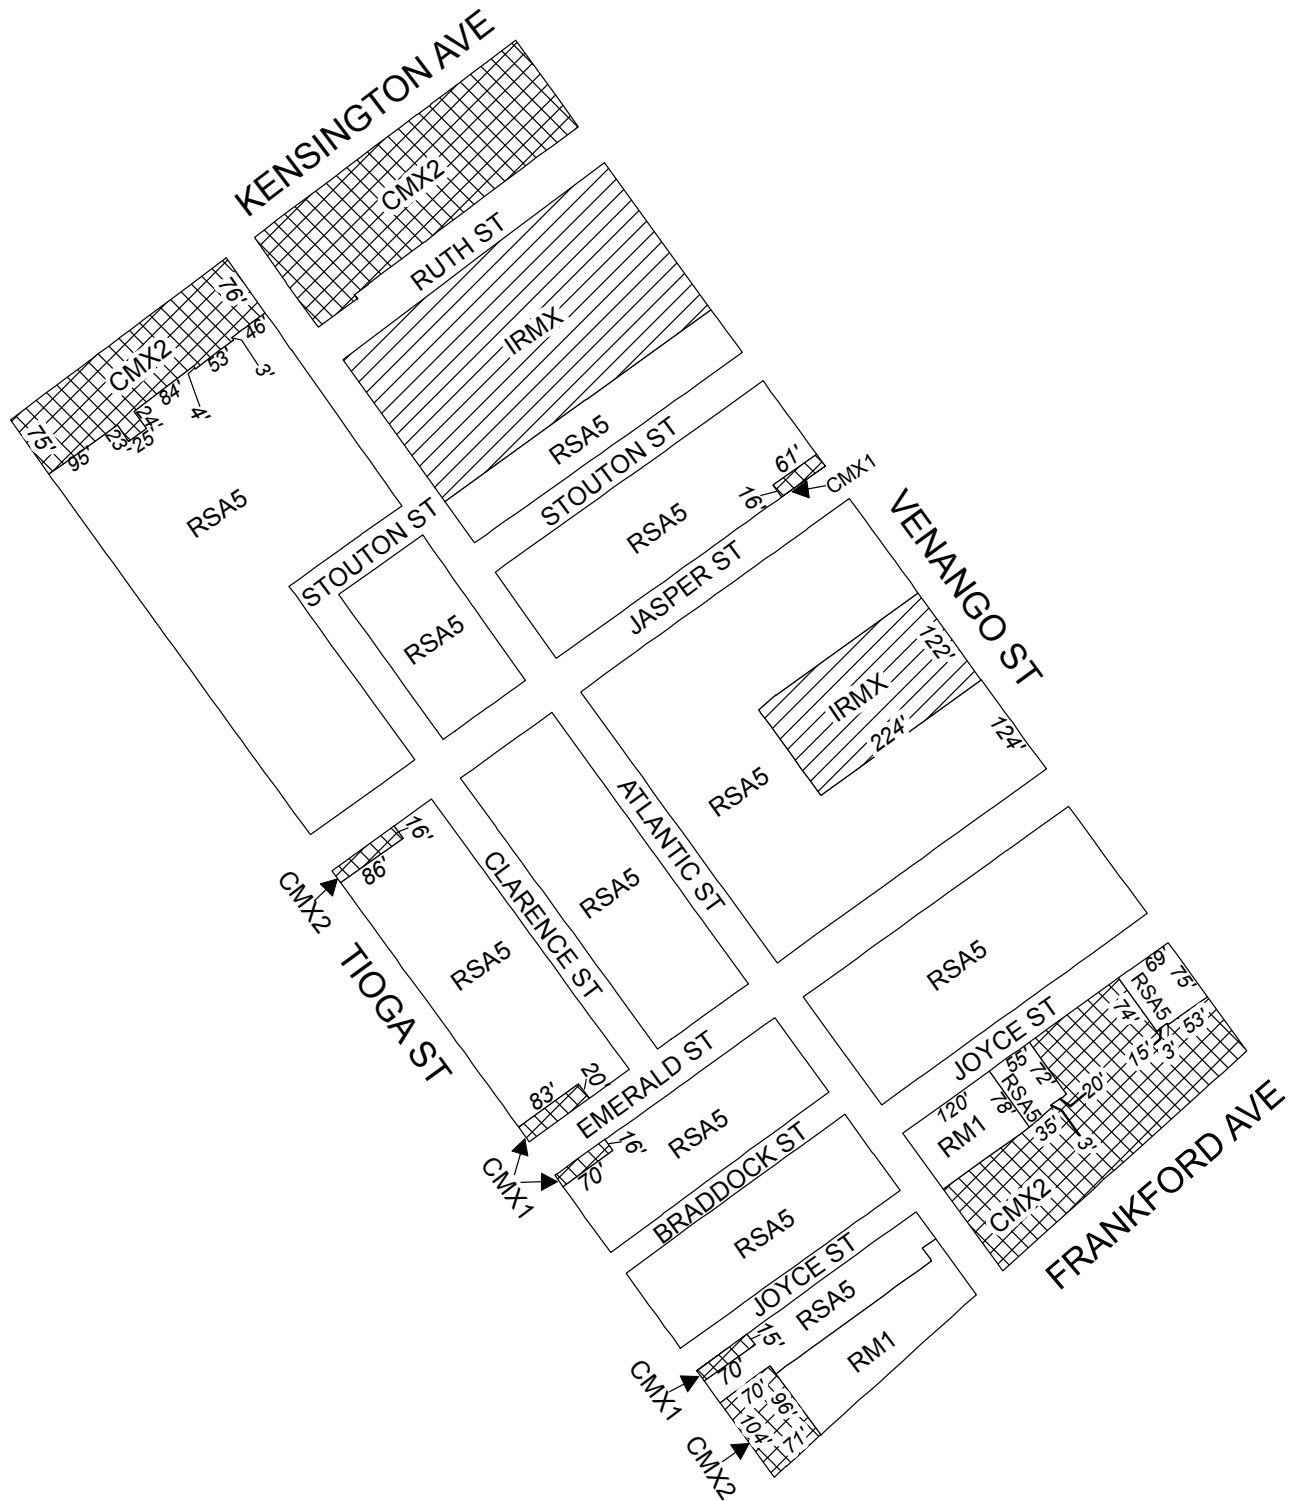 KENSINGTON AVE
CMX2
RUTH ST
76'
46'
3'
CMX2
53'
84'
4'
24'
25'
23'
95'
75'
IRMX
RSA5
STOUTON ST
61'
CMX1
16'
RSA5
JASPER ST
VENANGO ST
RSA5
STOUTON ST
RSA5
122'
IRMX
224'
124'
RSA5
ATLANTIC ST
16'
86'
CMX2
CLARENCE ST
RSA5
RSA5
TIOGA ST
RSA5
69'
75'
RSA5
74'
53'
15'
3'
JOYCE ST
55'
72'
RSA5
78'
20'
120'
RM1
35'
3'
CMX2
FRANKFORD AVE
83'
20'
EMERALD ST
16'
70'
CMX1
RSA5
BRADDOCK ST
RSA5
JOYCE ST
RSA5
RM1
15'
70'
CMX1
70'
96'
104'
71'
CMX2